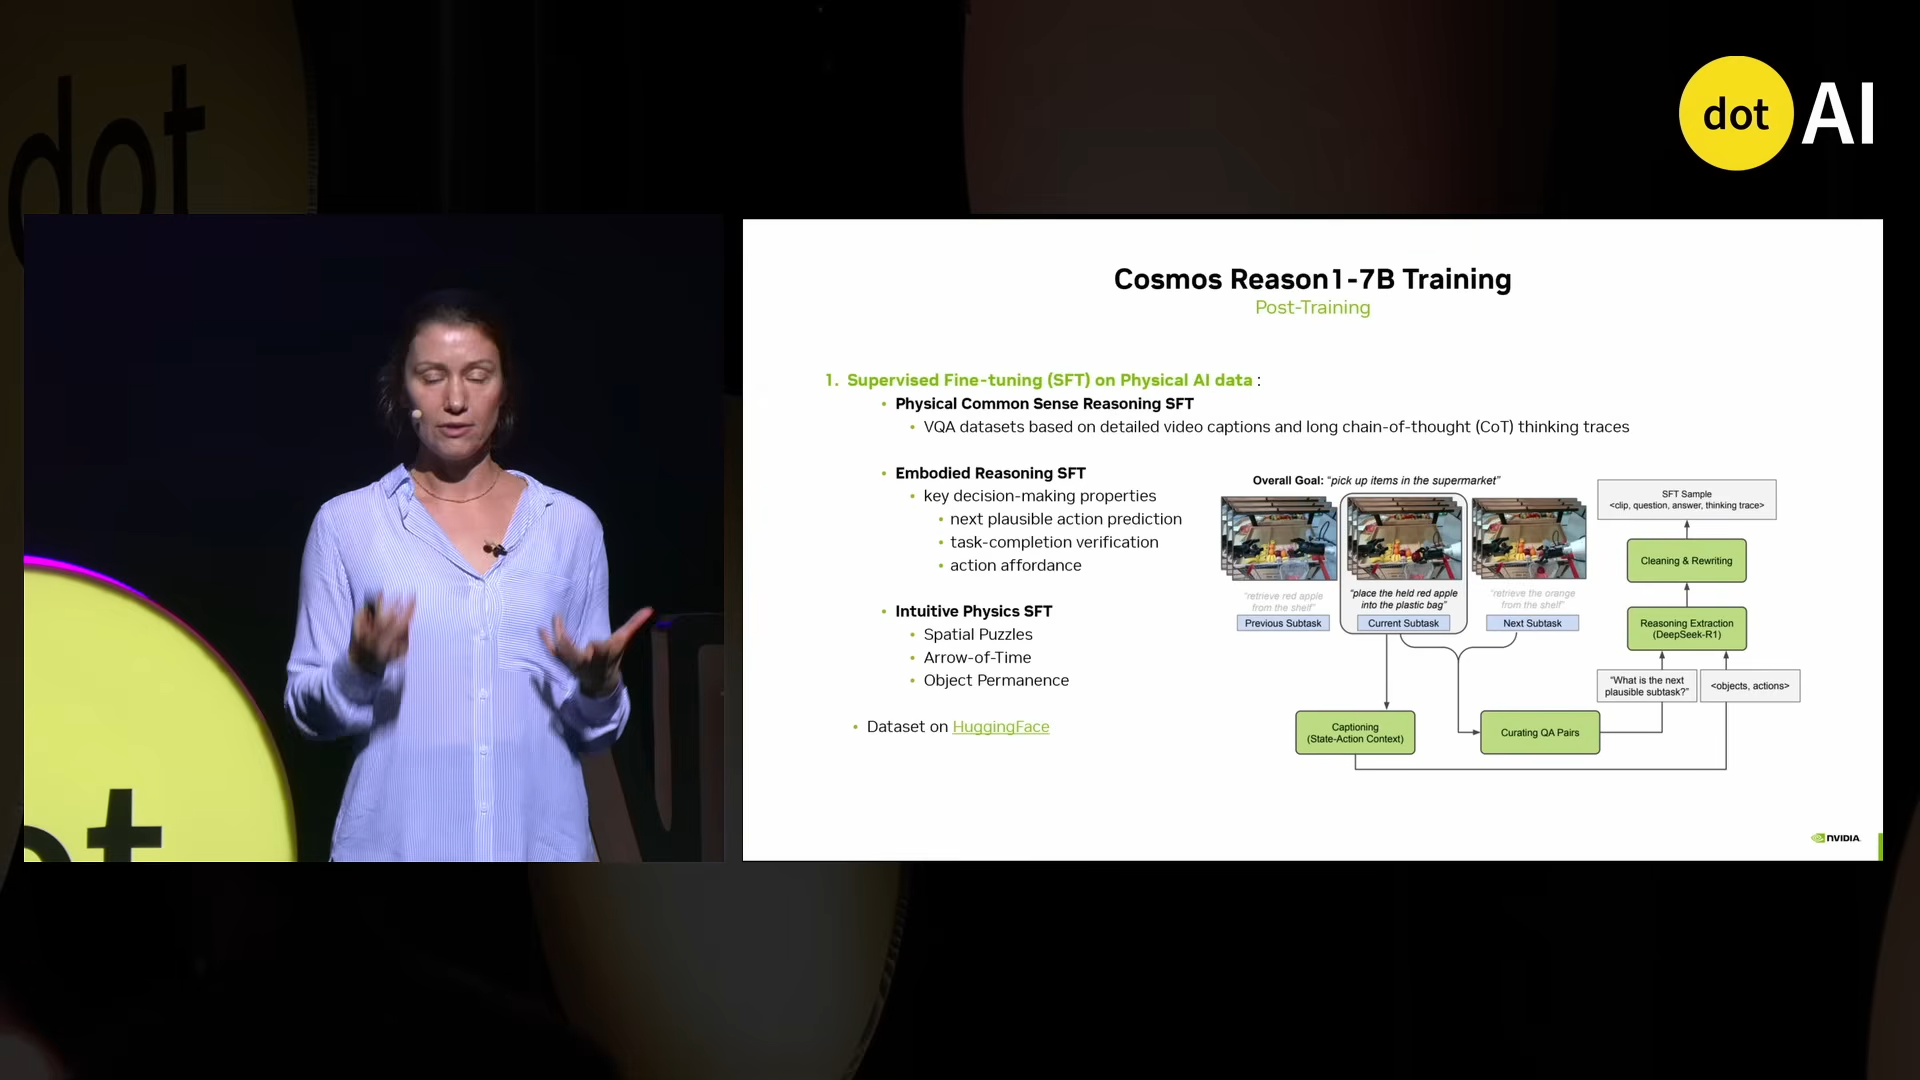 dot
dot AI
ot
Cosmos Reason1-7B Training
Post-Training
1. Supervised Fine-tuning (SFT) on Physical AI data :
• Physical Common Sense Reasoning SFT
• VQA datasets based on detailed video captions and long chain-of-thought (CoT) thinking traces
• Embodied Reasoning SFT
• key decision-making properties
• next plausible action prediction
• task-completion verification
• action affordance
• Intuitive Physics SFT
• Spatial Puzzles
• Arrow-of-Time
• Object Permanence
• Dataset on HuggingFace
Overall Goal: “pick up items in the supermarket”
“retrieve red apple
from the shelf”
Previous Subtask
“place the held red apple
into the plastic bag”
Current Subtask
“retrieve the orange
from the shelf”
Next Subtask
SFT Sample
<clip, question, answer, thinking trace>
Cleaning & Rewriting
Reasoning Extraction
(DeepSeek-R1)
“What is the next
plausible subtask?”
<objects, actions>
Captioning
(State-Action Context)
Curating QA Pairs
NVIDIA